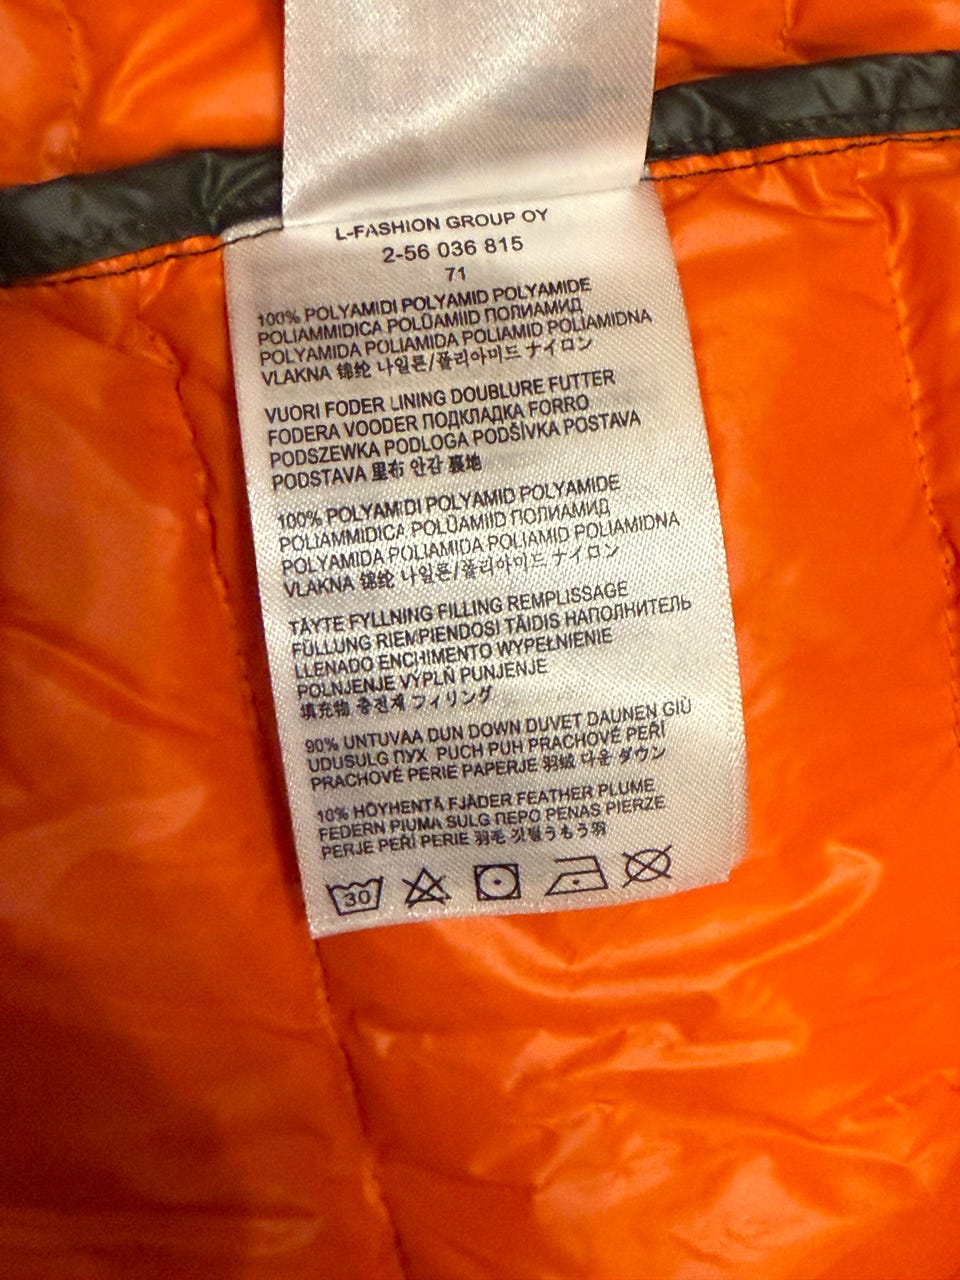 L-FASHION GROUP OY
2-56 036 815
71
100% POLYAMIDI POLYAMID POLYAMIDE
POLIAMMIDICA POLÜAMIID ПОЛИАМИД
POLYAMIDA POLIAMIDA POLIAMID POLIAMIDNA
VLAKNA 锦纶 나일론/폴리아미드 ナイロン
VUORI FODER LINING DOUBLURE FUTTER
FODERA VOODER ПОДКЛАДКА FORRO
PODSZEWKA PODLOGA PODŠÍVKA POSTAVA
PODSTAVA 里布 안감 裏地
100% POLYAMIDI POLYAMID POLYAMIDE
POLIAMMIDICA POLÜAMIID ПОЛИАМИД
POLYAMIDA POLIAMIDA POLIAMID POLIAMIDNA
VLAKNA 锦纶 나일론/폴리아미드 ナイロン
TÄYTE FYLLNING FILLING REMPLISSAGE
FÜLLUNG RIEMPIENDOSI TÄIDIS НАПОЛНИТЕЛЬ
LLENADO ENCHIMENTO WYPEŁNIENIE
POLNJENJE VÝPLŇ PUNJENJE
填充物 충전재 フィリング
90% UNTUVAA DUN DOWN DUVET DAUNEN GIÙ
UDUSULG ПУХ PUCH PUH PRACHOVÉ PEŘÍ
PRACHOVÉ PERIE PAPERJE 羽绒 다운 ダウン
10% HÖYHENTÄ FJÄDER FEATHER PLUME
FEDERN PIUMA SULG ПЕРО PENAS PIERZE
PERJE PEŘÍ PERIE 羽毛 깃털 うもう羽
30